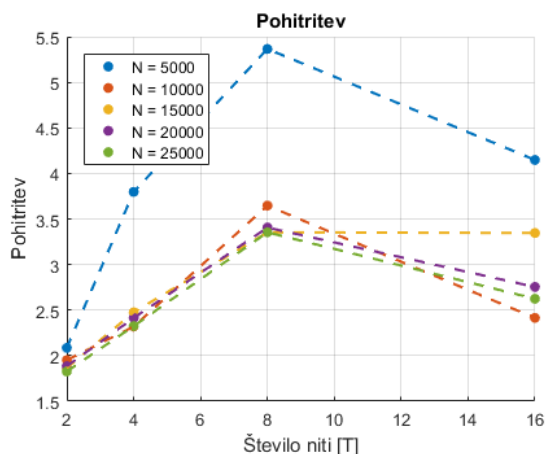 Pohitritev
5.5
5
4.5
4
3.5
3
2.5
2
1.5
Pohitritev
N = 5000
N = 10000
N = 15000
N = 20000
N = 25000
2
4
6
8
10
12
14
16
Število niti [T]